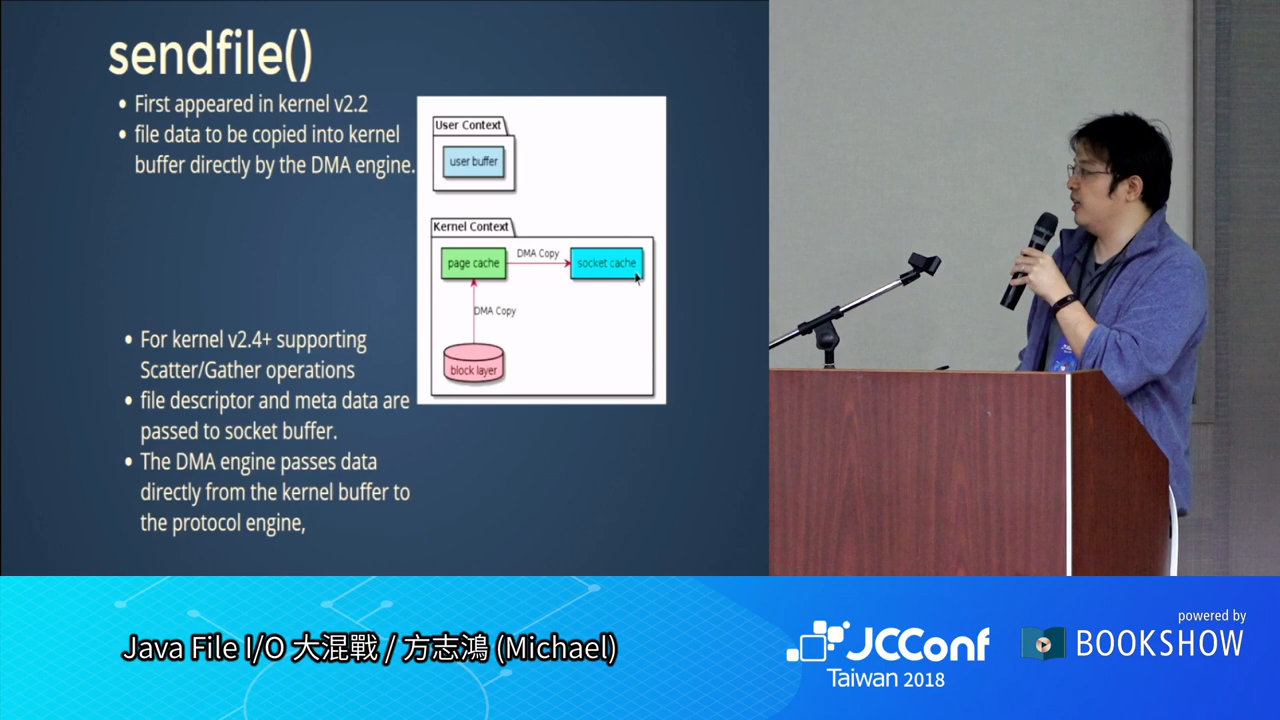 sendfile()
• First appeared in kernel v2.2
• file data to be copied into kernel
buffer directly by the DMA engine.
User Context
user buffer
Kernel Context
page cache
DMA Copy
socket cache
DMA Copy
block layer
• For kernel v2.4+ supporting
Scatter/Gather operations
• file descriptor and meta data are
passed to socket buffer.
• The DMA engine passes data
directly from the kernel buffer to
the protocol engine,
Java File I/O 大混戰 / 方志鴻 (Michael)
JCConf
Taiwan 2018
powered by
BOOKSHOW